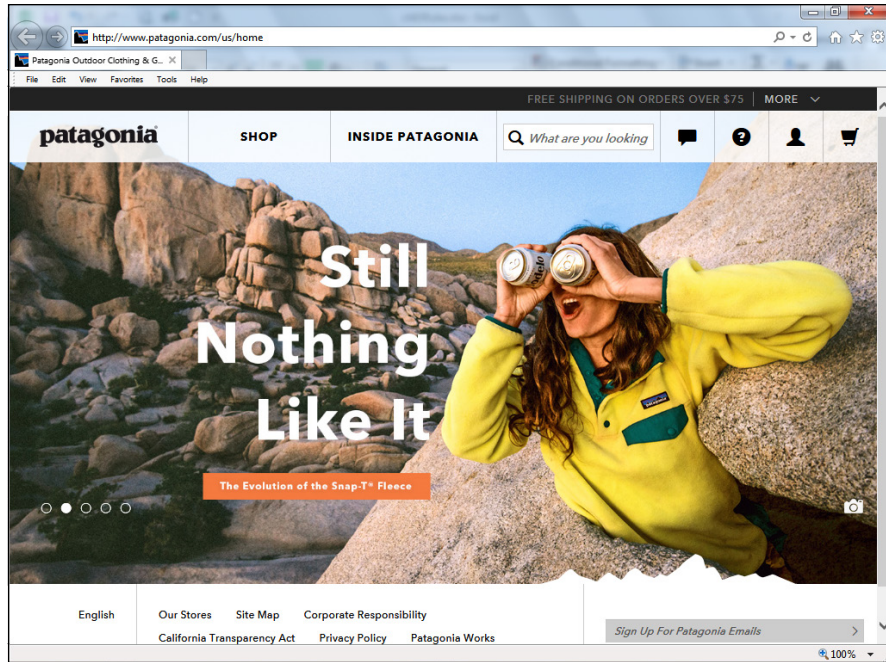 http://www.patagonia.com/us/home
Patagonia Outdoor Clothing & G...
File Edit View Favorites Tools Help
FREE SHIPPING ON ORDERS OVER $75 MORE
patagonia SHOP INSIDE PATAGONIA What are you looking
Still
Nothing
Like It
The Evolution of the Snap-T® Fleece
English Our Stores Site Map Corporate Responsibility
California Transparency Act Privacy Policy Patagonia Works
Sign Up For Patagonia Emails
100%